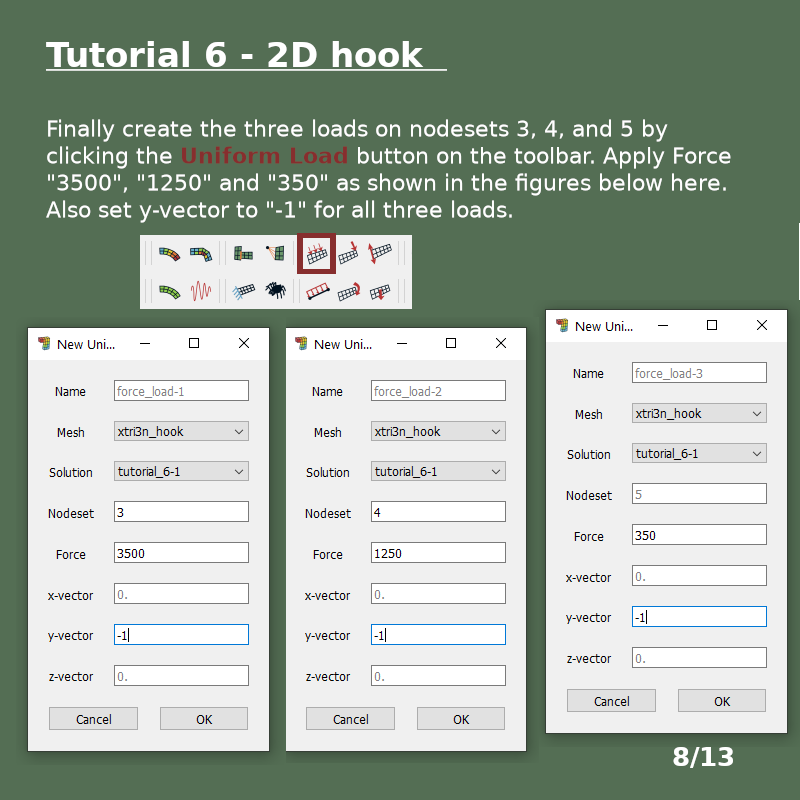 Tutorial 6 - 2D hook
Finally create the three loads on nodesets 3, 4, and 5 by
clicking the Uniform Load button on the toolbar. Apply Force
"3500", "1250" and "350" as shown in the figures below here.
Also set y-vector to "-1" for all three loads.
New Uni...
Name force_load-1
Mesh xtri3n_hook
Solution tutorial_6-1
Nodeset 3
Force 3500
x-vector 0.
y-vector -1
z-vector 0.
Cancel OK
New Uni...
Name force_load-2
Mesh xtri3n_hook
Solution tutorial_6-1
Nodeset 4
Force 1250
x-vector 0.
y-vector -1
z-vector 0.
Cancel OK
New Uni...
Name force_load-3
Mesh xtri3n_hook
Solution tutorial_6-1
Nodeset 5
Force 350
x-vector 0.
y-vector -1
z-vector 0.
Cancel OK
8/13